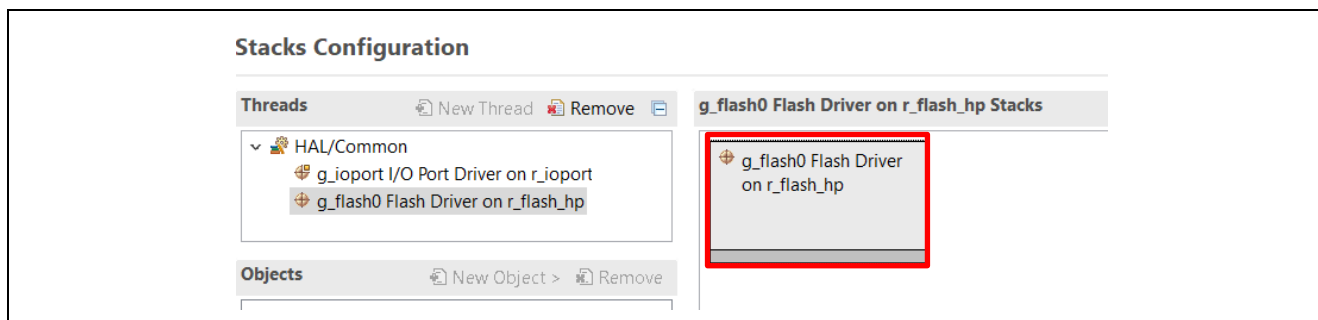 Stacks Configuration
Threads New Thread Remove
HAL/Common
g_ioport I/O Port Driver on r_ioport
g_flash0 Flash Driver on r_flash_hp
Objects New Object > Remove
g_flash0 Flash Driver on r_flash_hp Stacks
g_flash0 Flash Driver
on r_flash_hp